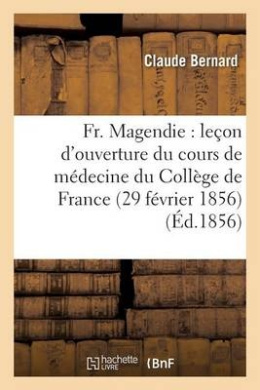 Claude Bernard
Fr. Magendie : leçon d'ouverture du cours
de médecine du Collège de
France (29 février 1856)
(Éd.1856)
hachette
LIVRE
{BnF